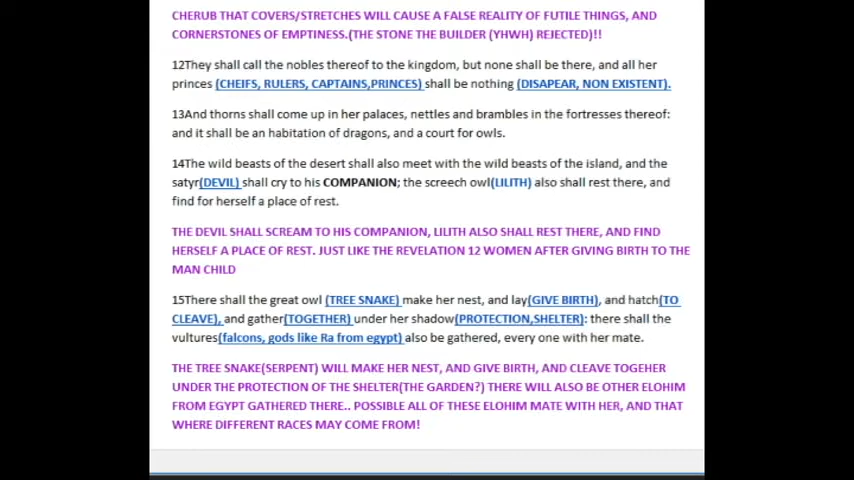 CHERUB THAT COVERS/STRETCHES WILL CAUSE A FALSE REALITY OF FUTILE THINGS, AND
CORNERSTONES OF EMPTINESS.(THE STONE THE BUILDER (YHWH) REJECTED)!!
12They shall call the nobles thereof to the kingdom, but none shall be there, and all her
princes (CHEIFS, RULERS, CAPTAINS,PRINCES) shall be nothing (DISAPEAR, NON EXISTENT).
13And thorns shall come up in her palaces, nettles and brambles in the fortresses thereof:
and it shall be an habitation of dragons, and a court for owls.
14The wild beasts of the desert shall also meet with the wild beasts of the island, and the
satyr(DEVIL) shall cry to his COMPANION; the screech owl(LILITH) also shall rest there, and
find for herself a place of rest.
THE DEVIL SHALL SCREAM TO HIS COMPANION, LILITH ALSO SHALL REST THERE, AND FIND
HERSELF A PLACE OF REST. JUST LIKE THE REVELATION 12 WOMEN AFTER GIVING BIRTH TO THE
MAN CHILD
15There shall the great owl (TREE SNAKE) make her nest, and lay(GIVE BIRTH), and hatch(TO
CLEAVE), and gather(TOGETHER) under her shadow(PROTECTION,SHELTER): there shall the
vultures(falcons, gods like Ra from egypt) also be gathered, every one with her mate.
THE TREE SNAKE(SERPENT) WILL MAKE HER NEST, AND GIVE BIRTH, AND CLEAVE TOGEHER
UNDER THE PROTECTION OF THE SHELTER(THE GARDEN?) THERE WILL ALSO BE OTHER ELOHIM
FROM EGYPT GATHERED THERE.. POSSIBLE ALL OF THESE ELOHIM MATE WITH HER, AND THAT
WHERE DIFFERENT RACES MAY COME FROM!